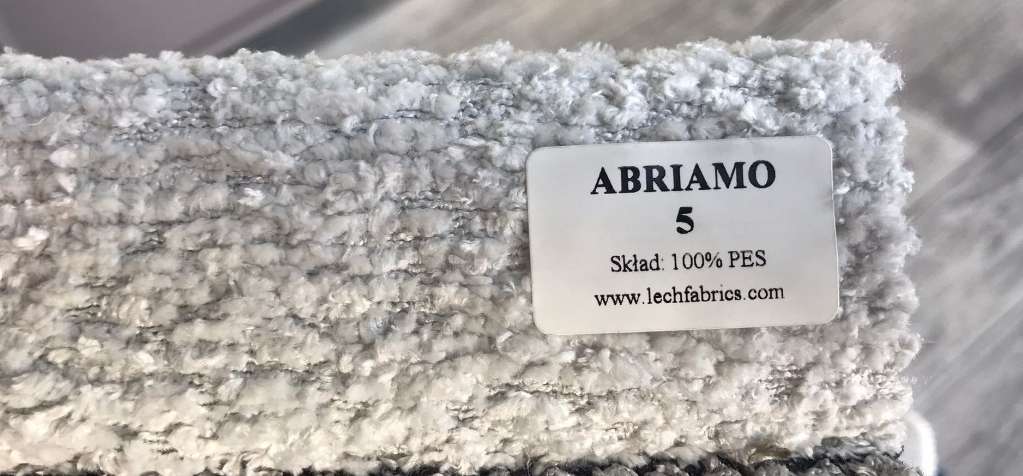 ABRIAMO
5
Skład: 100% PES
www.lechfabrics.com